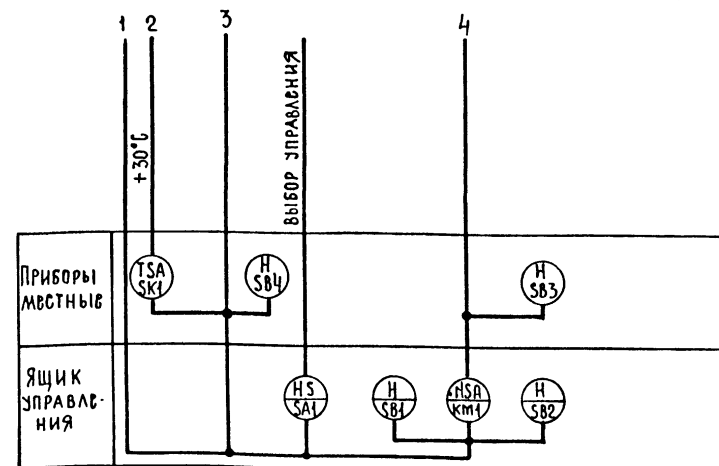 1
2
3
4
+30°C
ВЫБОР УПРАВЛЕНИЯ
ПРИБОРЫ
МЕСТНЫЕ
TSA
SK1
H
SB4
H
SB3
ЯЩИК
УПРАВЛЕ-
НИЯ
HS
SA1
H
SB1
NSA
KM1
H
SB2